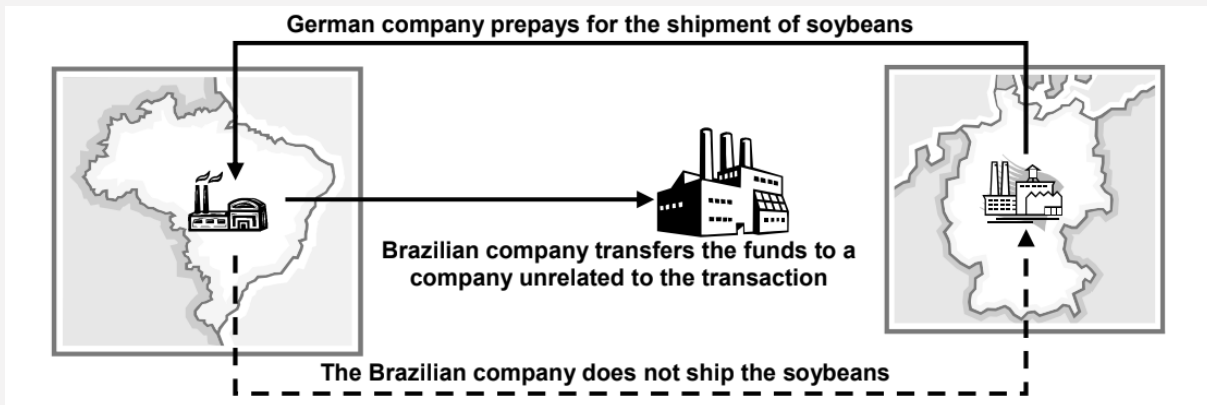 German company prepays for the shipment of soybeans
Brazilian company transfers the funds to a
company unrelated to the transaction
The Brazilian company does not ship the soybeans